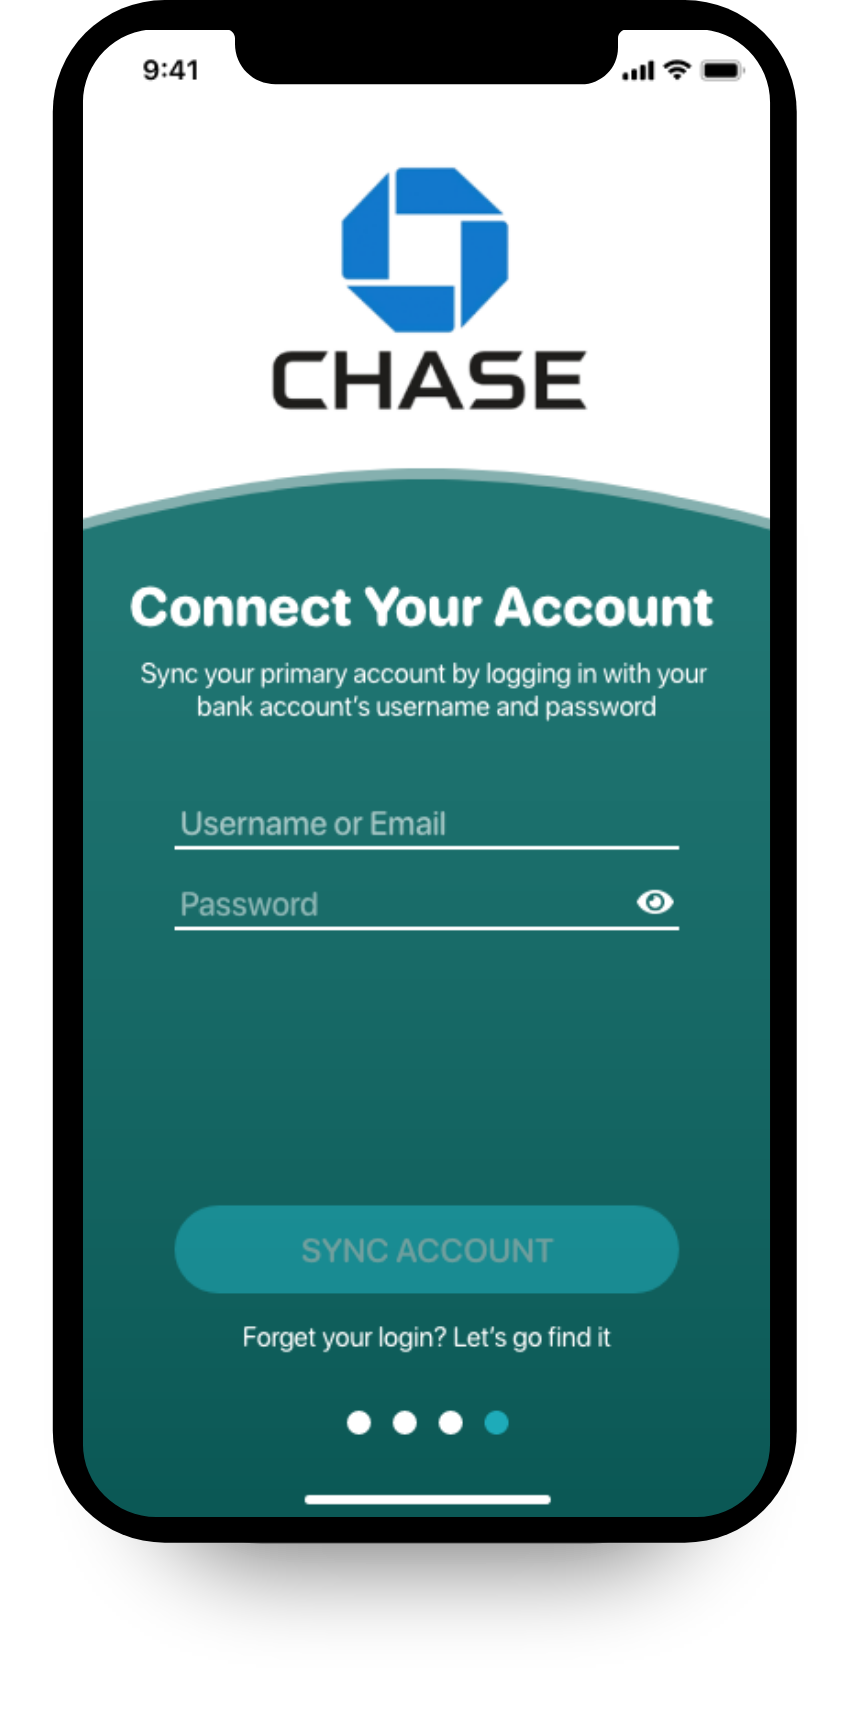 9:41
CHASE
Connect Your Account
Sync your primary account by logging in with your
bank account's username and password
Username or Email
Password
SYNC ACCOUNT
Forget your login? Let's go find it